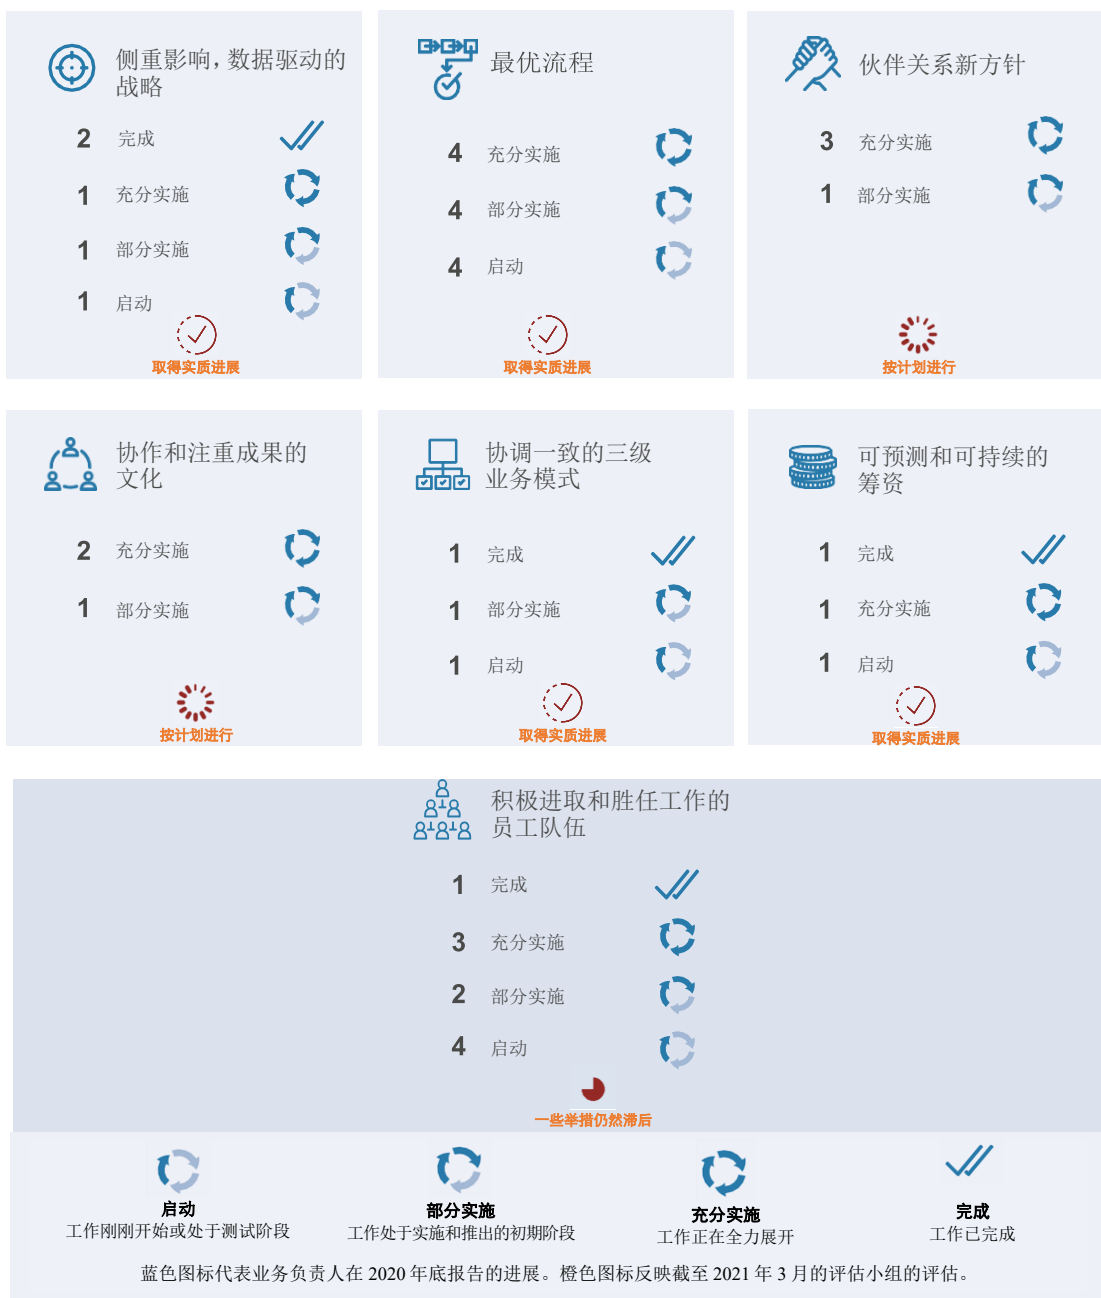 侧重影响，数据驱动的
战略
2 完成
1 充分实施
1 部分实施
1 启动
取得实质进展
最优流程
4 充分实施
4 部分实施
4 启动
取得实质进展
伙伴关系新方针
3 充分实施
1 部分实施
按计划进行
协作和注重成果的
文化
2 充分实施
1 部分实施
按计划进行
协调一致的三级
业务模式
1 完成
1 部分实施
1 启动
取得实质进展
可预测和可持续的
筹资
1 完成
1 充分实施
1 启动
取得实质进展
积极进取和胜任工作的
员工队伍
1 完成
3 充分实施
2 部分实施
4 启动
一些举措仍然滞后
启动
工作刚刚开始或处于测试阶段
部分实施
工作处于实施和推出的初期阶段
充分实施
工作正在全力展开
完成
工作已完成
蓝色图标代表业务负责人在 2020 年底报告的进展。橙色图标反映截至 2021 年 3 月的评估小组的评估。